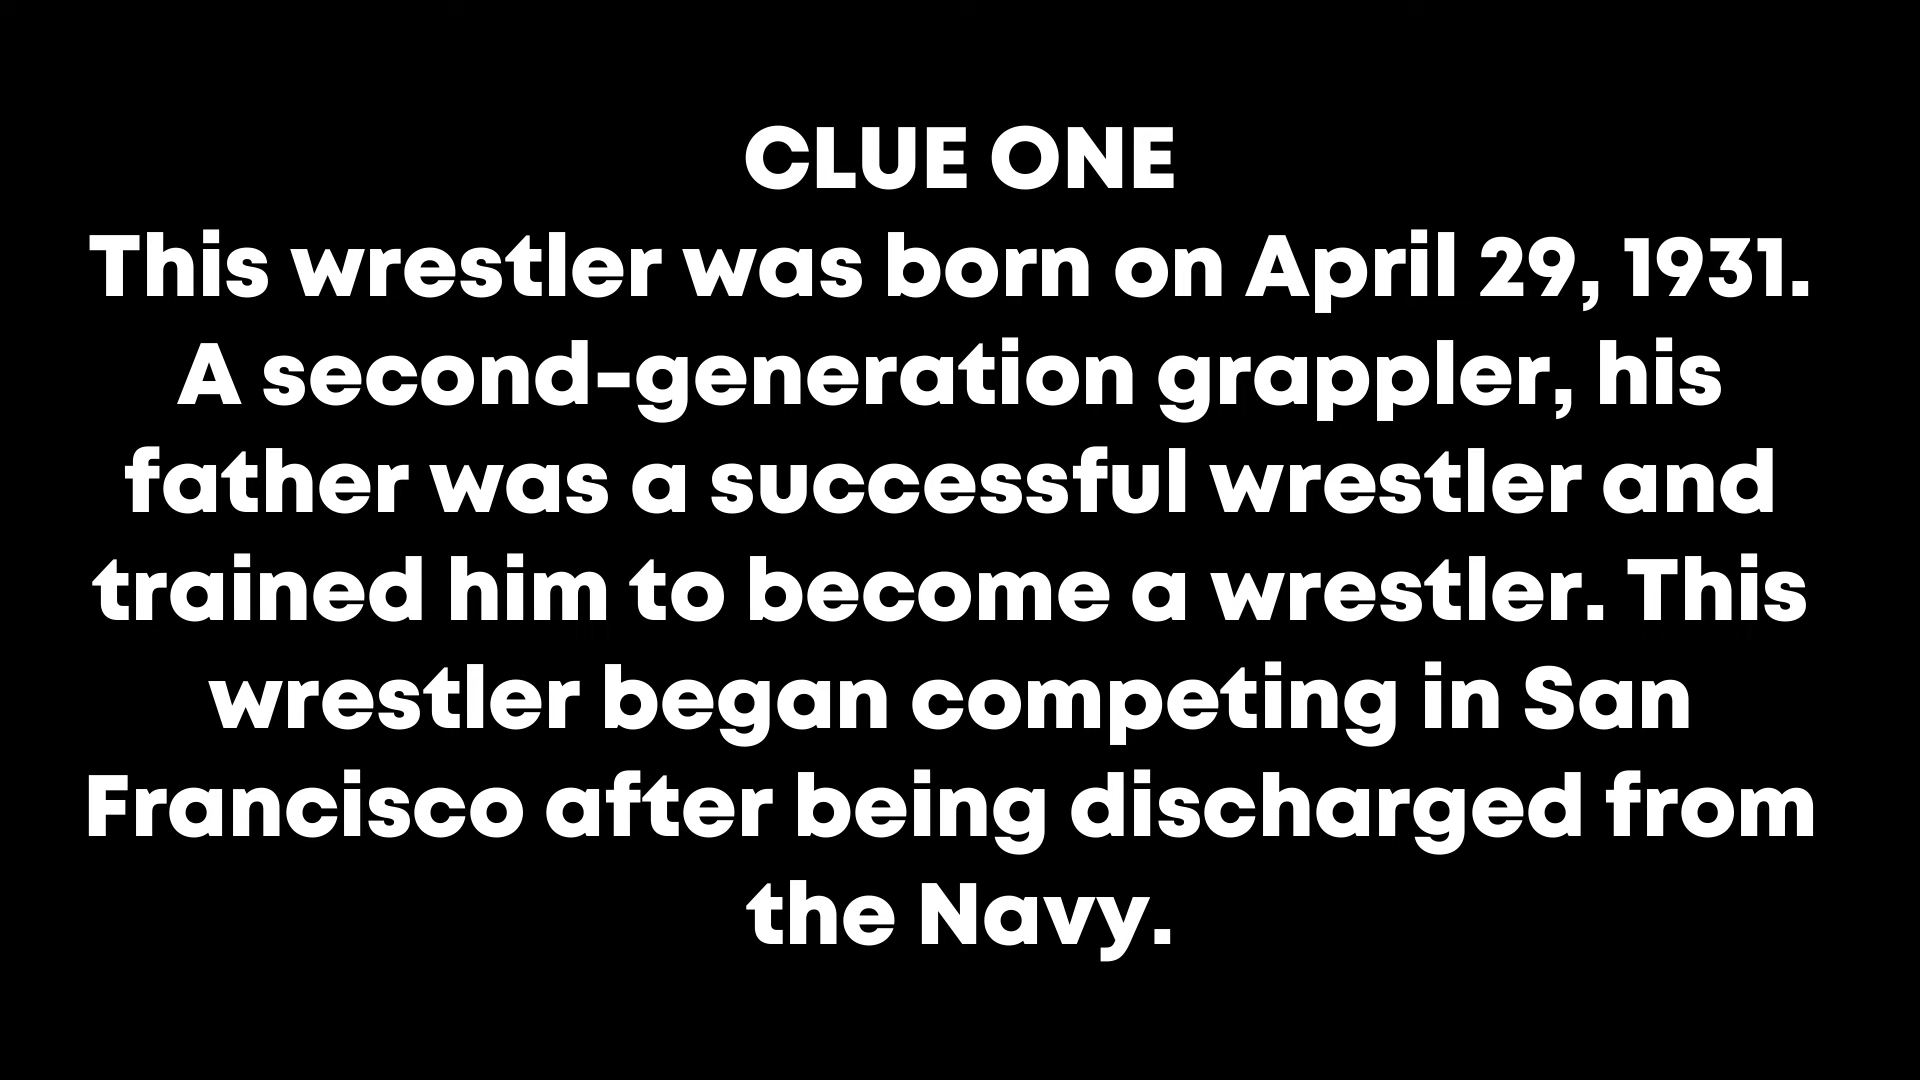 CLUE ONE
This wrestler was born on April 29, 1931.
A second-generation grappler, his
father was a successful wrestler and
trained him to become a wrestler. This
wrestler began competing in San
Francisco after being discharged from
the Navy.